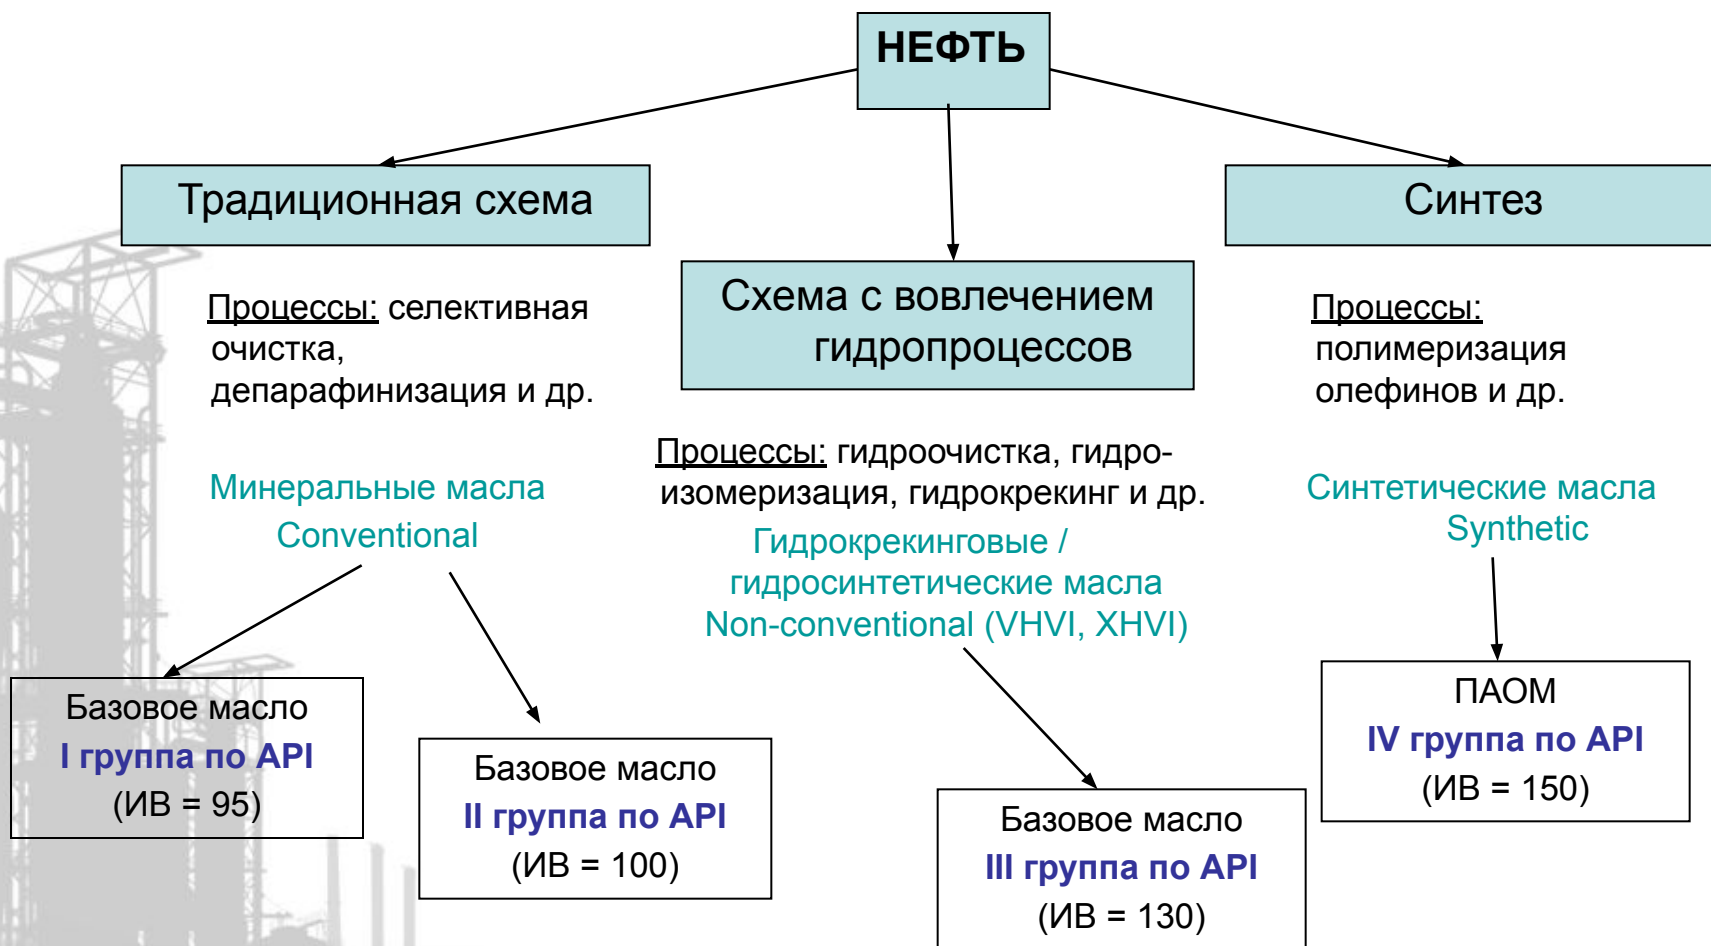 НЕФТЬ
Традиционная схема
Процессы: селективная
очистка,
депарафинизация и др.
Минеральные масла
Conventional
Базовое масло
I группа по API
(ИВ = 95)
Базовое масло
II группа по API
(ИВ = 100)
Схема с вовлечением
гидропроцессов
Процессы: гидроочистка, гидро-
изомеризация, гидрокрекинг и др.
Гидрокрекинговые /
гидросинтетические масла
Non-conventional (VHVI, XHVI)
Базовое масло
III группа по API
(ИВ = 130)
Синтез
Процессы:
полимеризация
олефинов и др.
Синтетические масла
Synthetic
ПАОМ
IV группа по API
(ИВ = 150)